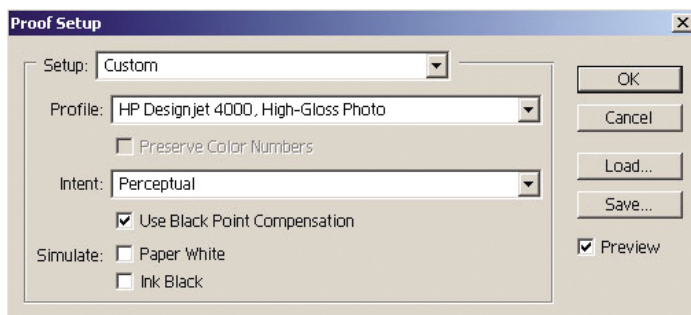 Proof Setup
Setup: Custom
OK
Profile: HP Designjet 4000, High-Gloss Photo
Cancel
Preserve Color Numbers
Load...
Intent: Perceptual
Save...
Use Black Point Compensation
Preview
Simulate: Paper White
Ink Black